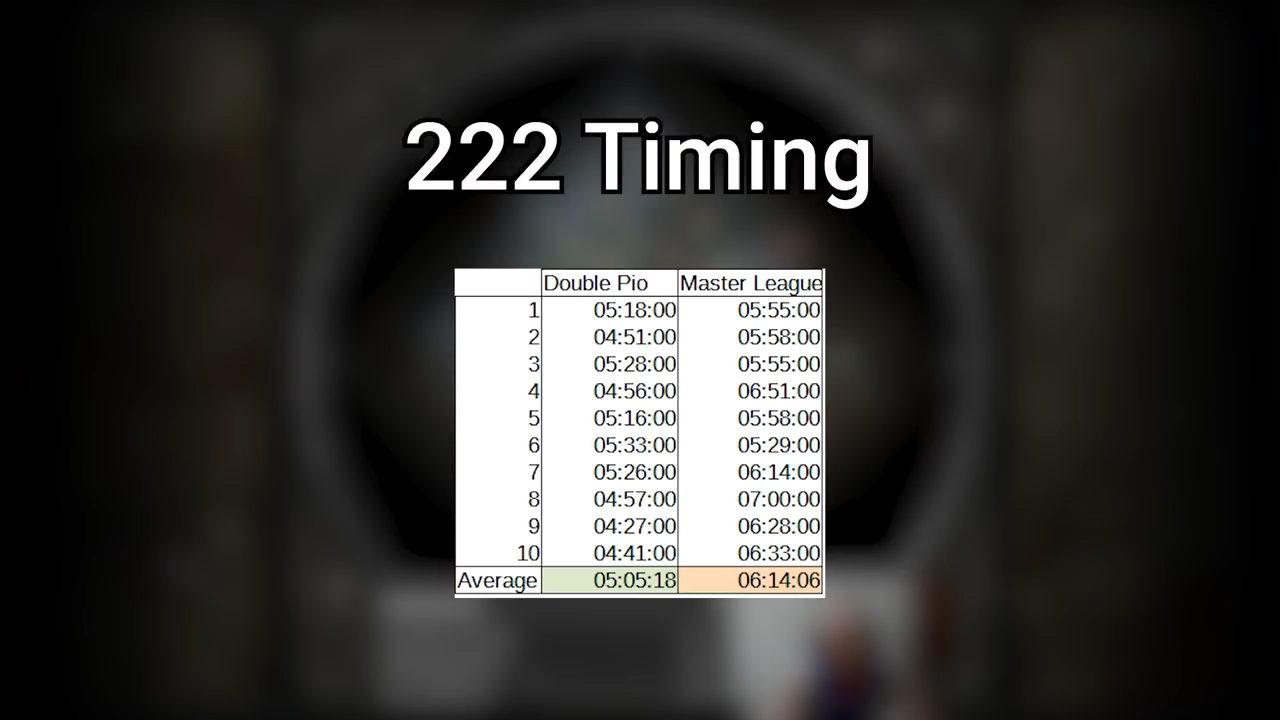 222 Timing
Double Pio Master League
1 05:18:00 05:55:00
2 04:51:00 05:58:00
3 05:28:00 05:55:00
4 04:56:00 06:51:00
5 05:16:00 05:58:00
6 05:33:00 05:29:00
7 05:26:00 06:14:00
8 04:57:00 07:00:00
9 04:27:00 06:28:00
10 04:41:00 06:33:00
Average 05:05:18 06:14:06